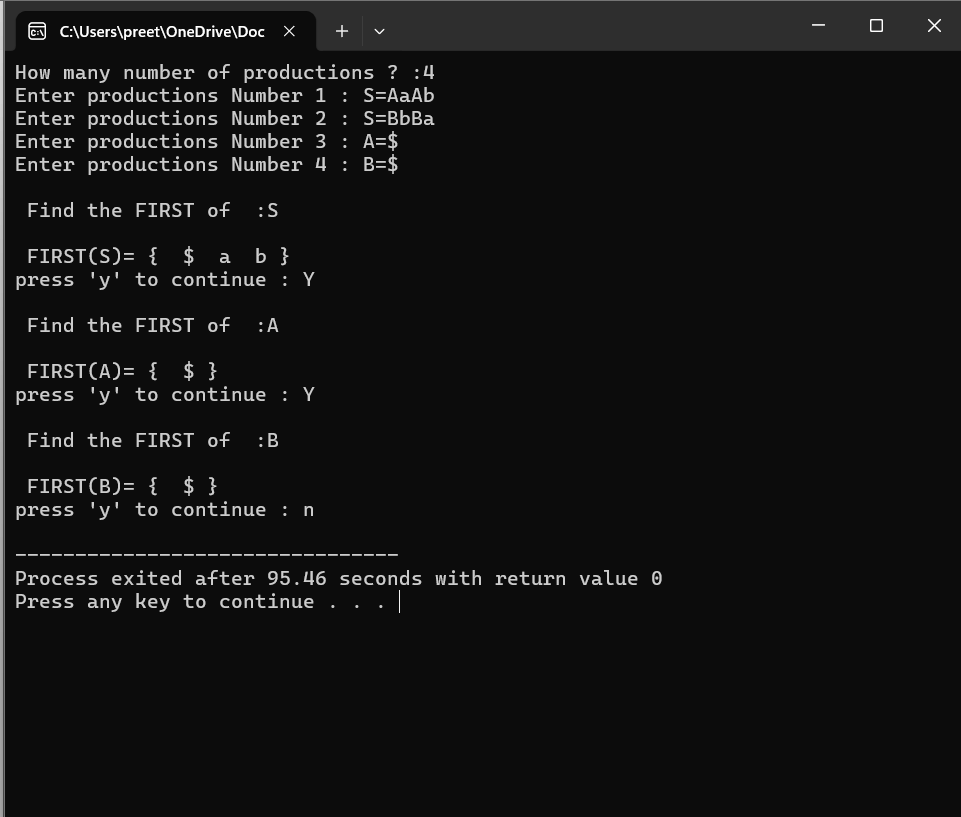 C:\Users\preet\OneDrive\Doc
How many number of productions ? :4
Enter productions Number 1 : S=AaAb
Enter productions Number 2 : S=BbBa
Enter productions Number 3 : A=$
Enter productions Number 4 : B=$
Find the FIRST of  :S
FIRST(S)= {  $  a  b }
press 'y' to continue : Y
Find the FIRST of  :A
FIRST(A)= {  $ }
press 'y' to continue : Y
Find the FIRST of  :B
FIRST(B)= {  $ }
press 'y' to continue : n
--------------------------------
Process exited after 95.46 seconds with return value 0
Press any key to continue . . .